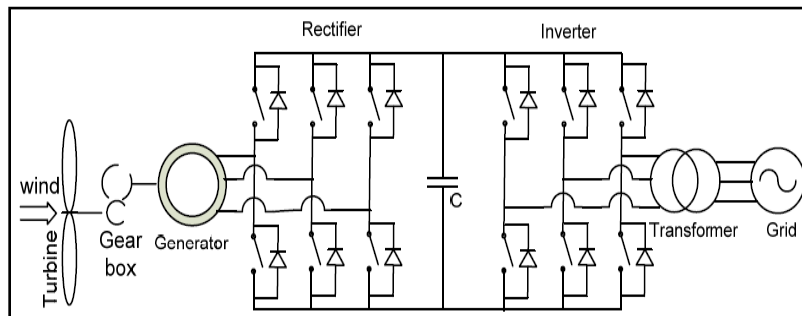 Rectifier
Inverter
wind
Turbine
Gear
box
Generator
C
Transformer
Grid